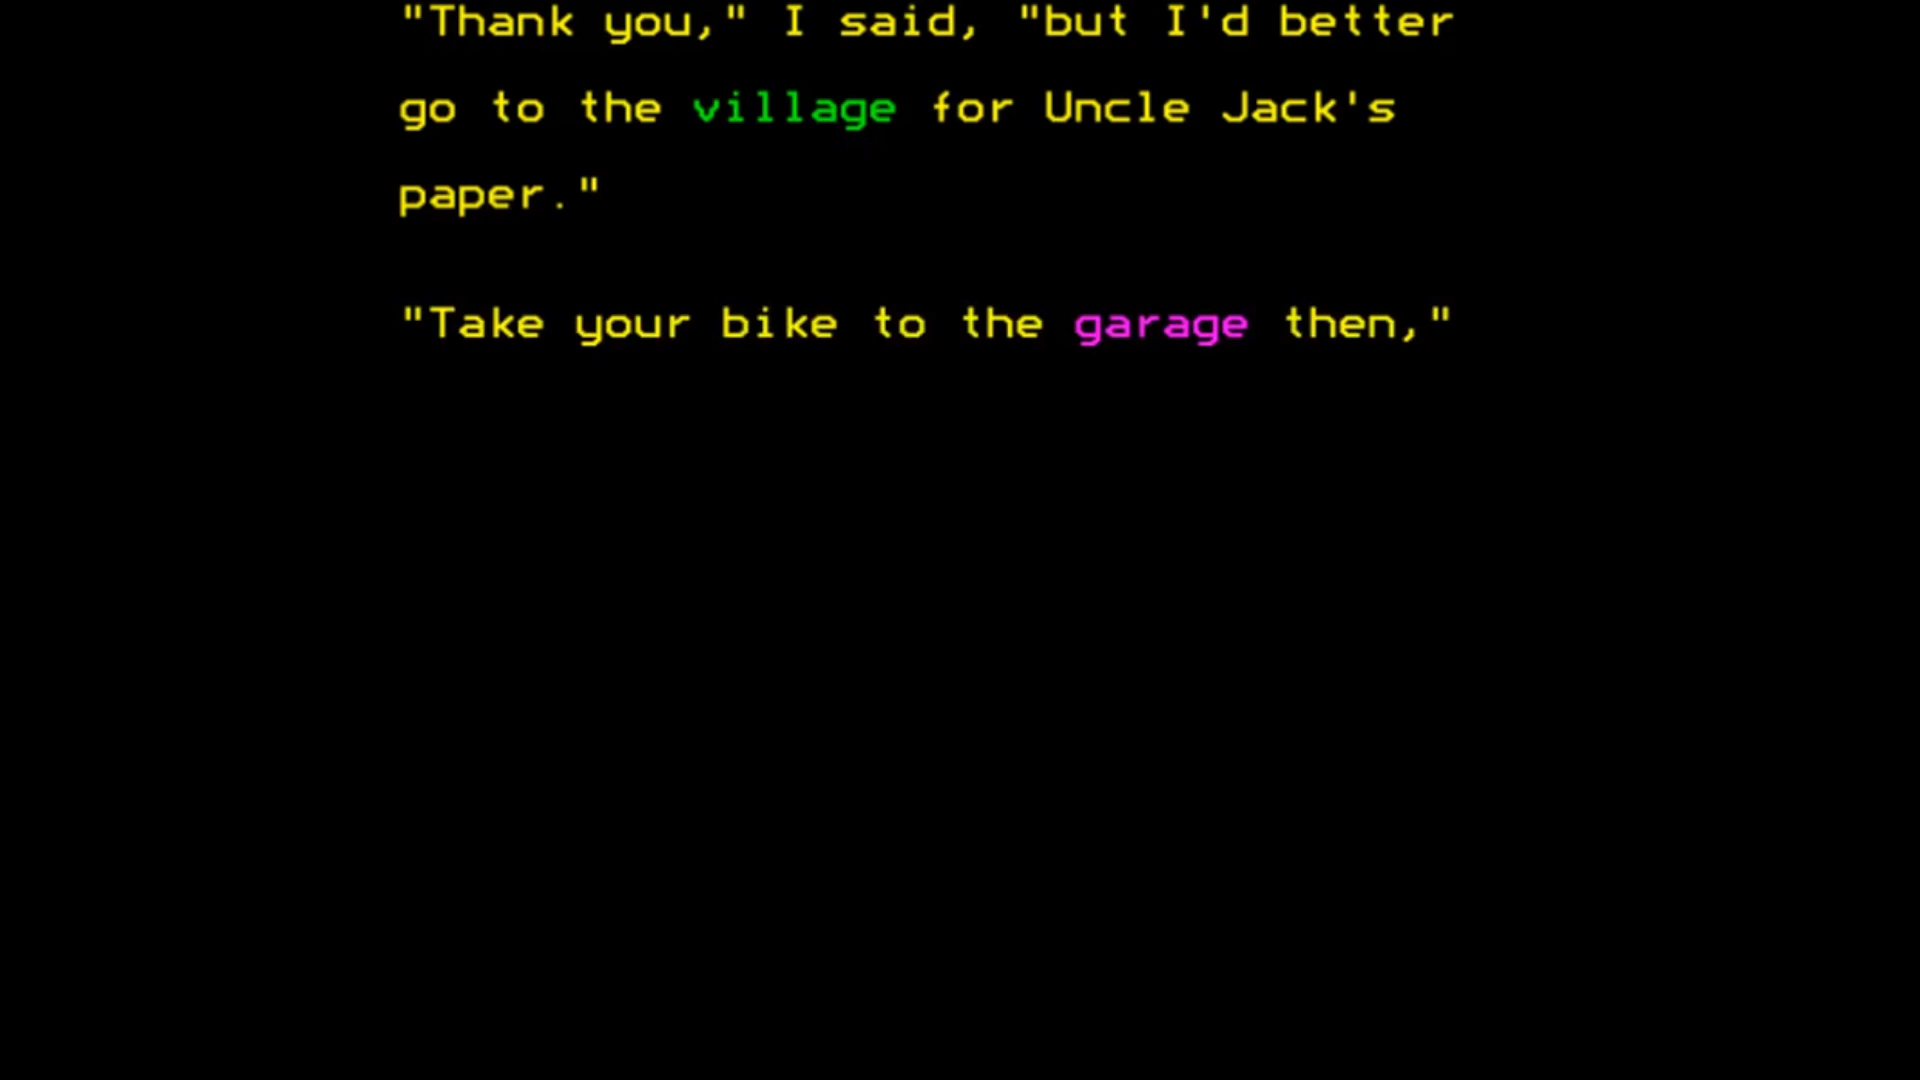 "Thank you," I said, "but I'd better
go to the village for Uncle Jack's
paper."
"Take your bike to the garage then,"